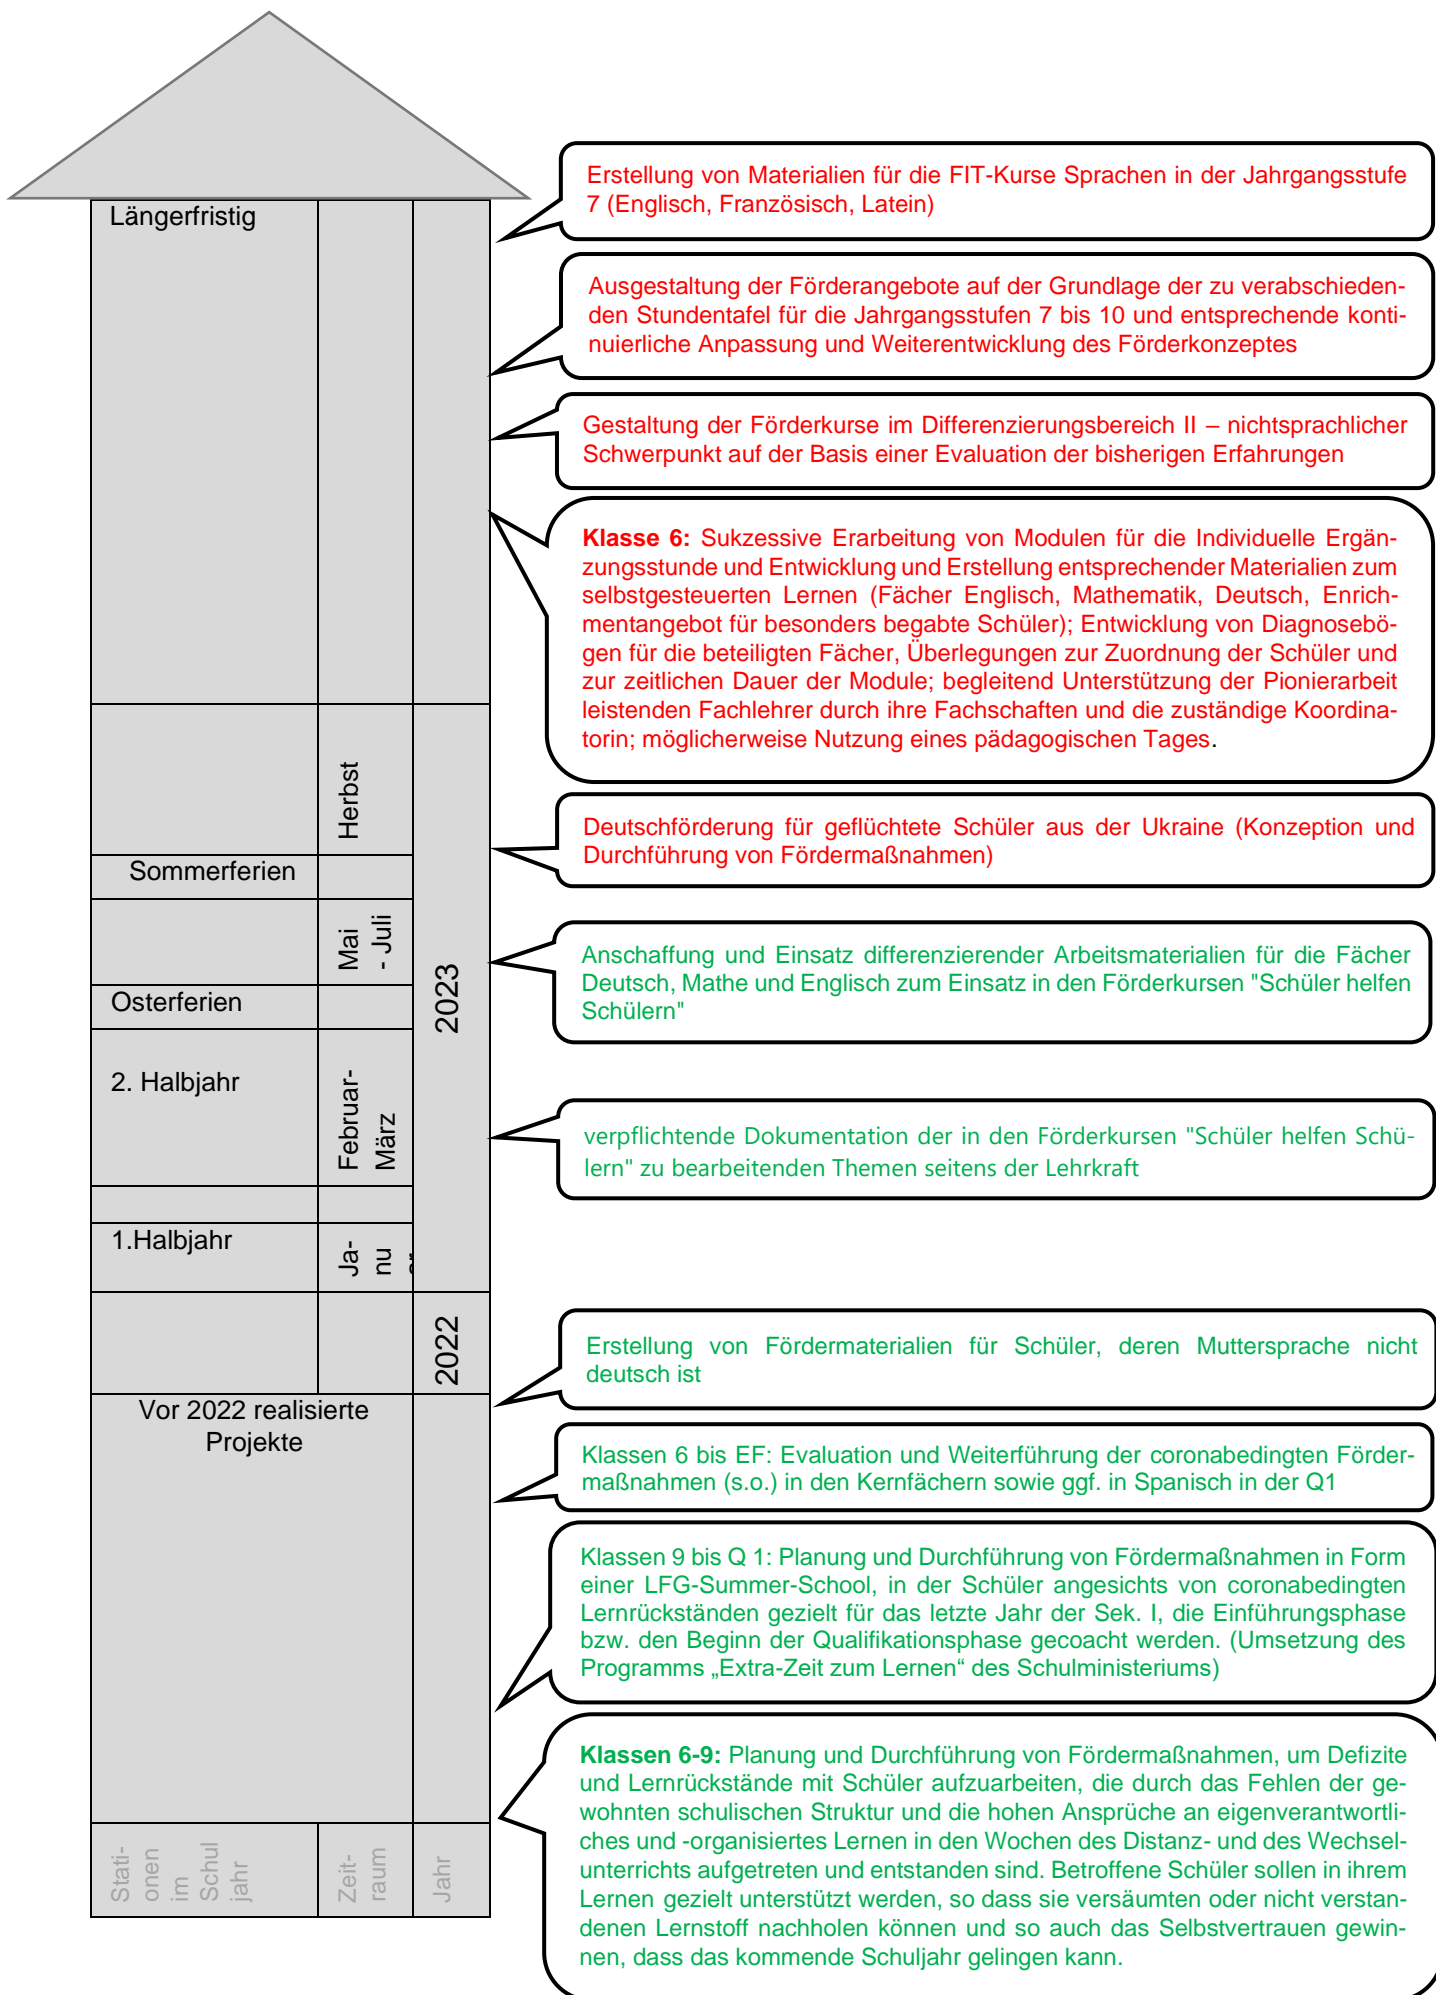 Erstellung von Materialien für die FIT-Kurse Sprachen in der Jahrgangsstufe
7 (Englisch, Französisch, Latein)
Längerfristig
Ausgestaltung der Förderangebote auf der Grundlage der zu verabschieden-
den Stundentafel für die Jahrgangsstufen 7 bis 10 und entsprechende konti-
nuierliche Anpassung und Weiterentwicklung des Förderkonzeptes
Gestaltung der Förderkurse im Differenzierungsbereich II – nichtsprachlicher
Schwerpunkt auf der Basis einer Evaluation der bisherigen Erfahrungen
Klasse 6: Sukzessive Erarbeitung von Modulen für die Individuelle Ergän-
zungsstunde und Entwicklung und Erstellung entsprechender Materialien zum
selbstgesteuerten Lernen (Fächer Englisch, Mathematik, Deutsch, Enrich-
mentangebot für besonders begabte Schüler); Entwicklung von Diagnosebö-
gen für die beteiligten Fächer, Überlegungen zur Zuordnung der Schüler und
zur zeitlichen Dauer der Module; begleitend Unterstützung der Pionierarbeit
leistenden Fachlehrer durch ihre Fachschaften und die zuständige Koordina-
torin; möglicherweise Nutzung eines pädagogischen Tages.
Herbst
Deutschförderung für geflüchtete Schüler aus der Ukraine (Konzeption und
Durchführung von Fördermaßnahmen)
Sommerferien
Mai
- Juli
2023
Anschaffung und Einsatz differenzierender Arbeitsmaterialien für die Fächer
Deutsch, Mathe und Englisch zum Einsatz in den Förderkursen "Schüler helfen
Schülern"
Osterferien
2. Halbjahr
Februar-
März
verpflichtende Dokumentation der in den Förderkursen "Schüler helfen Schü-
lern" zu bearbeitenden Themen seitens der Lehrkraft
1.Halbjahr
Ja-
nu
2022
Erstellung von Fördermaterialien für Schüler, deren Muttersprache nicht
deutsch ist
Vor 2022 realisierte
Projekte
Klassen 6 bis EF: Evaluation und Weiterführung der coronabedingten Förder-
maßnahmen (s.o.) in den Kernfächern sowie ggf. in Spanisch in der Q1
Klassen 9 bis Q 1: Planung und Durchführung von Fördermaßnahmen in Form
einer LFG-Summer-School, in der Schüler angesichts von coronabedingten
Lernrückständen gezielt für das letzte Jahr der Sek. I, die Einführungsphase
bzw. den Beginn der Qualifikationsphase gecoacht werden. (Umsetzung des
Programms „Extra-Zeit zum Lernen“ des Schulministeriums)
Klassen 6-9: Planung und Durchführung von Fördermaßnahmen, um Defizite
und Lernrückstände mit Schüler aufzuarbeiten, die durch das Fehlen der ge-
wohnten schulischen Struktur und die hohen Ansprüche an eigenverantwortli-
ches und -organisiertes Lernen in den Wochen des Distanz- und des Wechsel-
unterrichts aufgetreten und entstanden sind. Betroffene Schüler sollen in ihrem
Lernen gezielt unterstützt werden, so dass sie versäumten oder nicht verstan-
denen Lernstoff nachholen können und so auch das Selbstvertrauen gewin-
nen, dass das kommende Schuljahr gelingen kann.
Stati-
onen
im
Schul
jahr
Zeit-
raum
Jahr